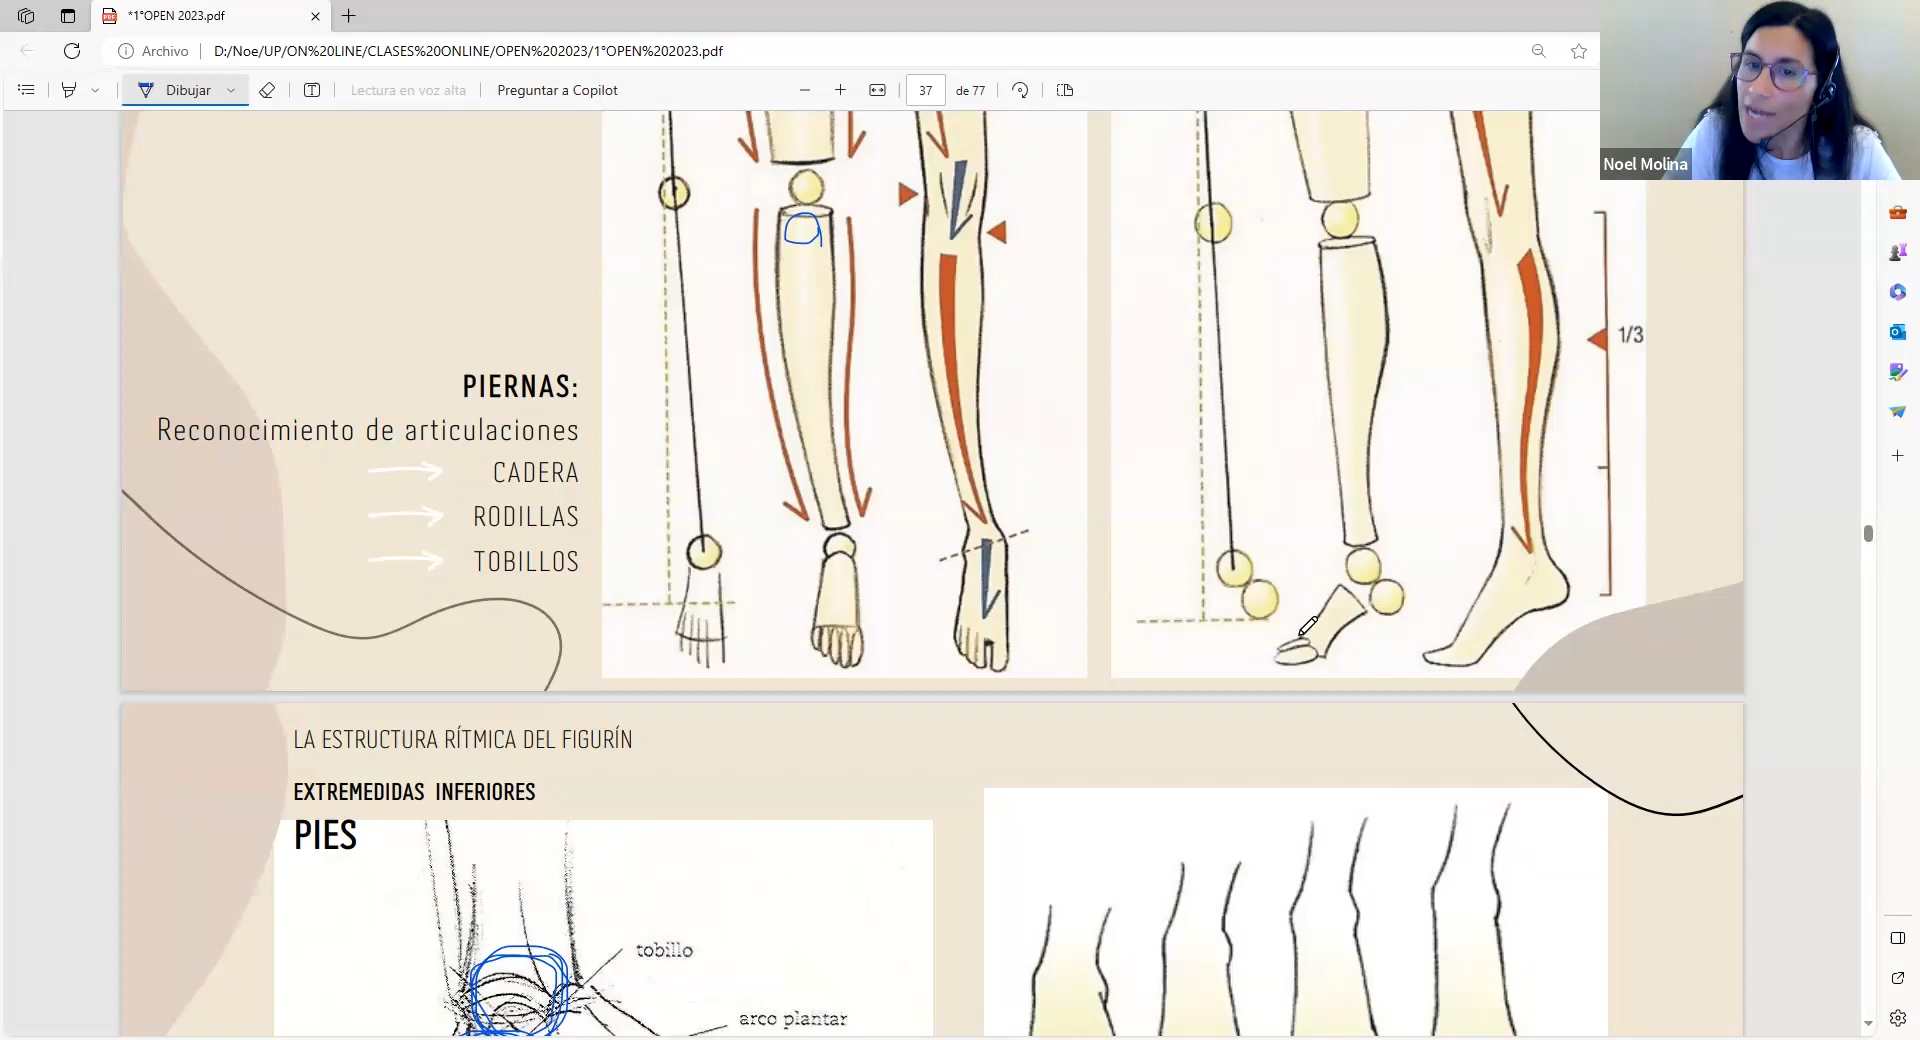 *1°OPEN 2023.pdf
Archivo
D:/Noe/UP/ON%20LINE/CLASES%20ONLINE/OPEN%202023/1°OPEN%202023.pdf
Dibujar
Lectura en voz alta
Preguntar a Copilot
37
de 77
Noel Molina
1/3
PIERNAS:
Reconocimiento de articulaciones
CADERA
RODILLAS
TOBILLOS
LA ESTRUCTURA RÍTMICA DEL FIGURÍN
EXTREMEDIDAS INFERIORES
PIES
tobillo
arco plantar